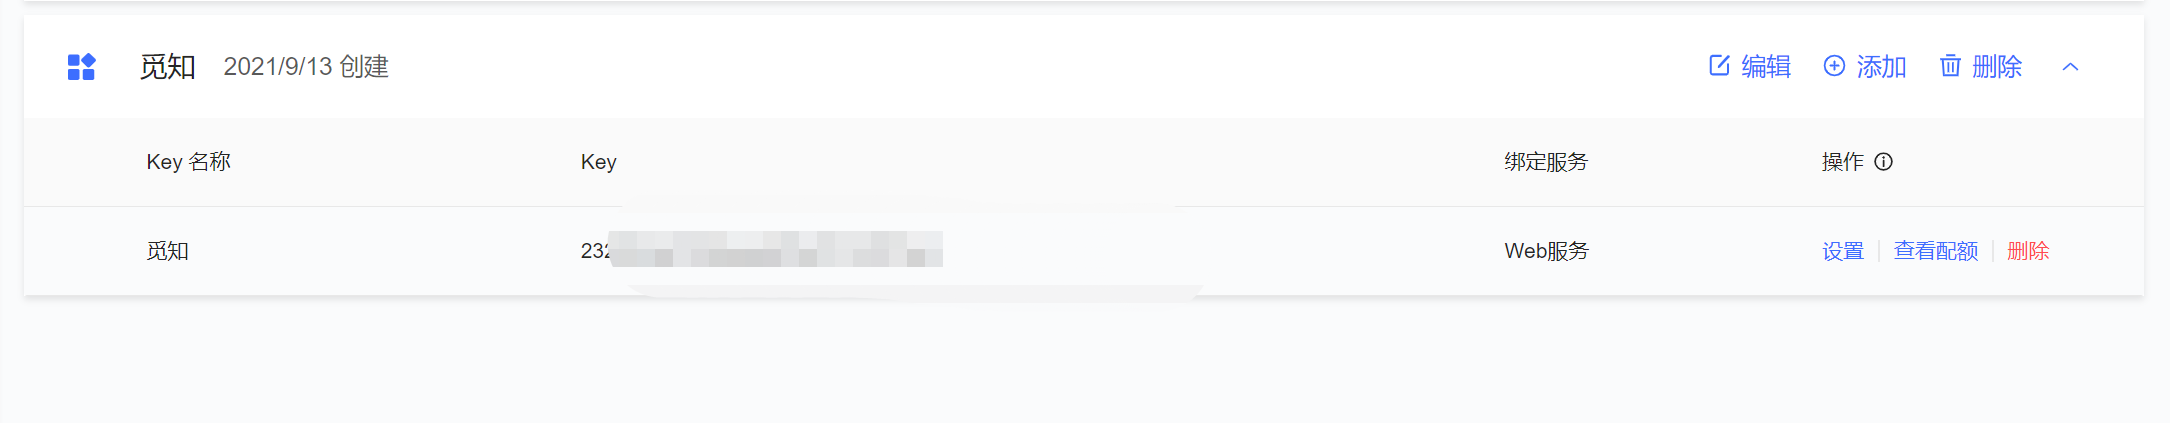 觅知 2021/9/13 创建 编辑 添加 删除
Key 名称 Key 绑定服务 操作
觅知 232 Web服务 设置 查看配额 删除